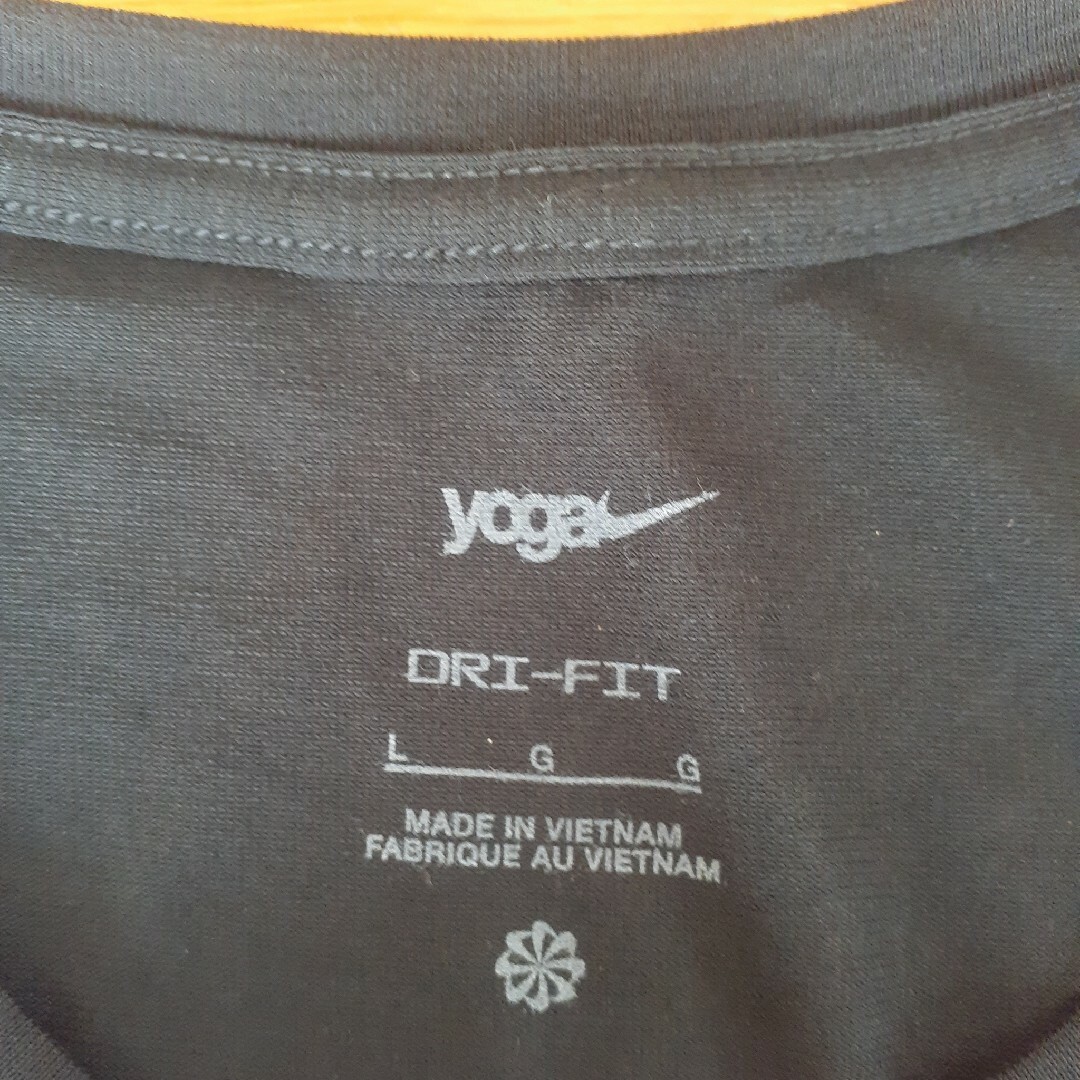 yoga
DRI-FIT
L G G
MADE IN VIETNAM
FABRIQUE AU VIETNAM